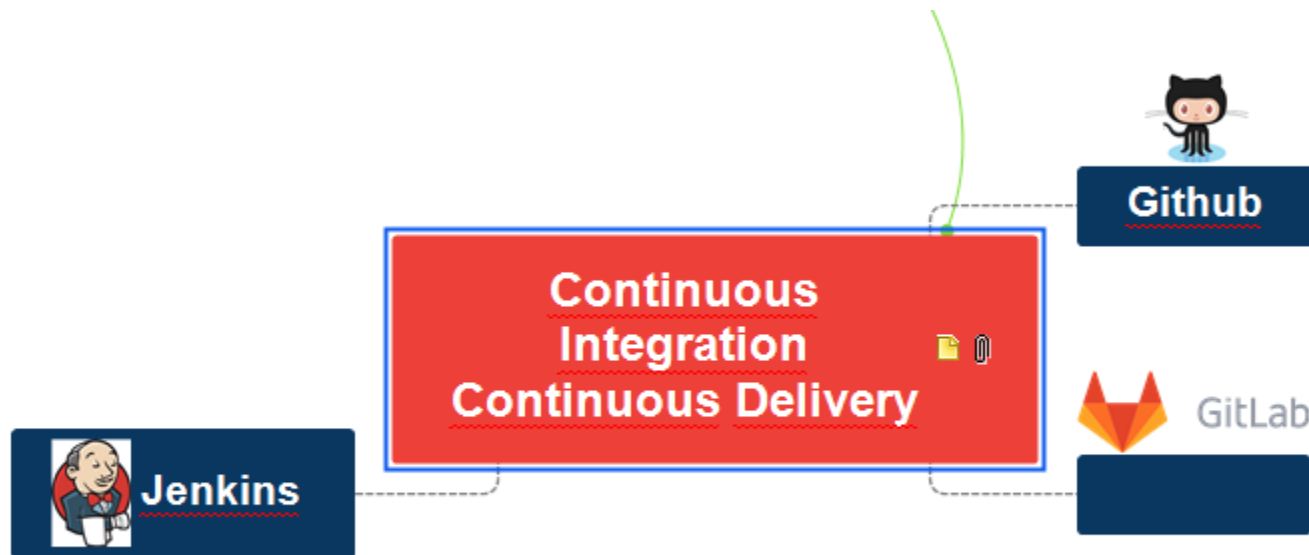 Github
Continuous
Integration
Continuous Delivery
GitLab
Jenkins